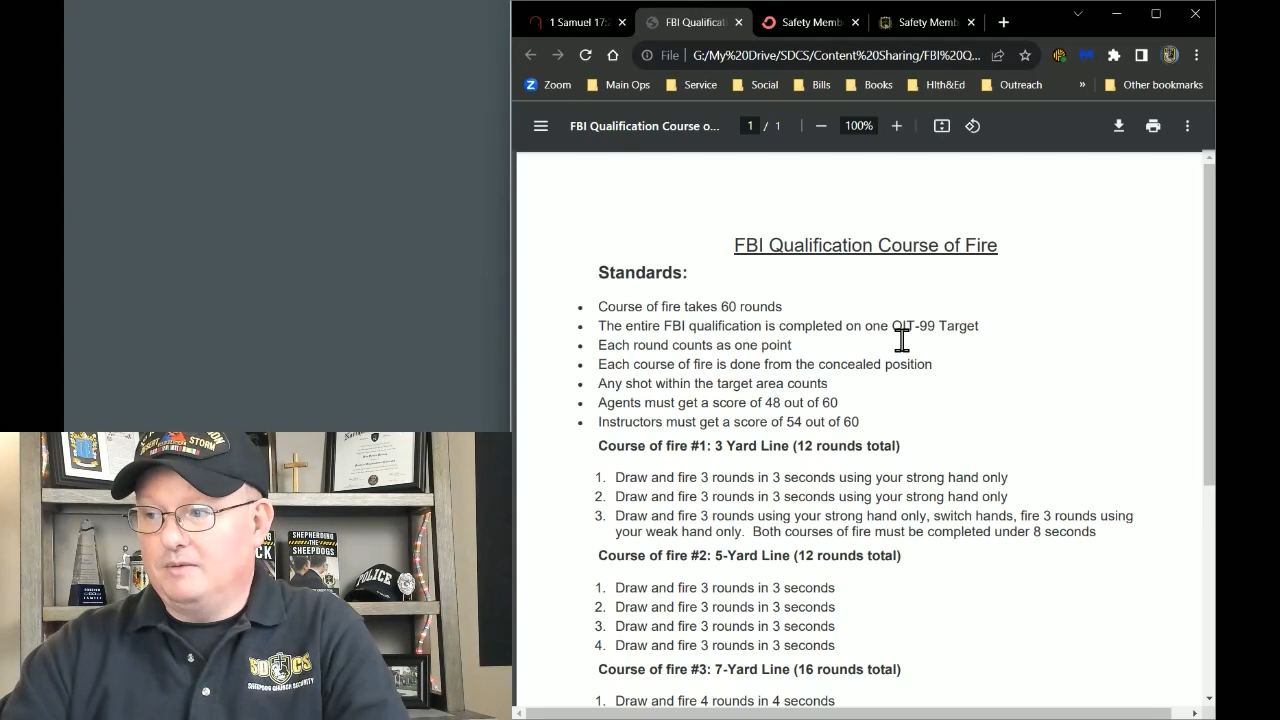 1 Samuel 17:
FBI Qualificat
Safety Memb
Safety Memb
File
G:/My%20Drive/SDCS/Content%20Sharing/FBI%20Q...
Zoom
Main Ops
Service
Social
Bills
Books
Hlth&Ed
Outreach
»
Other bookmarks
FBI Qualification Course o...
1 / 1
100%
FBI Qualification Course of Fire
Standards:
• Course of fire takes 60 rounds
• The entire FBI qualification is completed on one QIT-99 Target
• Each round counts as one point
• Each course of fire is done from the concealed position
• Any shot within the target area counts
• Agents must get a score of 48 out of 60
• Instructors must get a score of 54 out of 60
Course of fire #1: 3 Yard Line (12 rounds total)
1. Draw and fire 3 rounds in 3 seconds using your strong hand only
2. Draw and fire 3 rounds in 3 seconds using your strong hand only
3. Draw and fire 3 rounds using your strong hand only, switch hands, fire 3 rounds using
your weak hand only. Both courses of fire must be completed under 8 seconds
Course of fire #2: 5-Yard Line (12 rounds total)
1. Draw and fire 3 rounds in 3 seconds
2. Draw and fire 3 rounds in 3 seconds
3. Draw and fire 3 rounds in 3 seconds
4. Draw and fire 3 rounds in 3 seconds
Course of fire #3: 7-Yard Line (16 rounds total)
1. Draw and fire 4 rounds in 4 seconds
STORM
SHEPHERDING
THE
SHEEPDOGS
POLICE
SDCS
SHEEPDOG CHURCH SECURITY